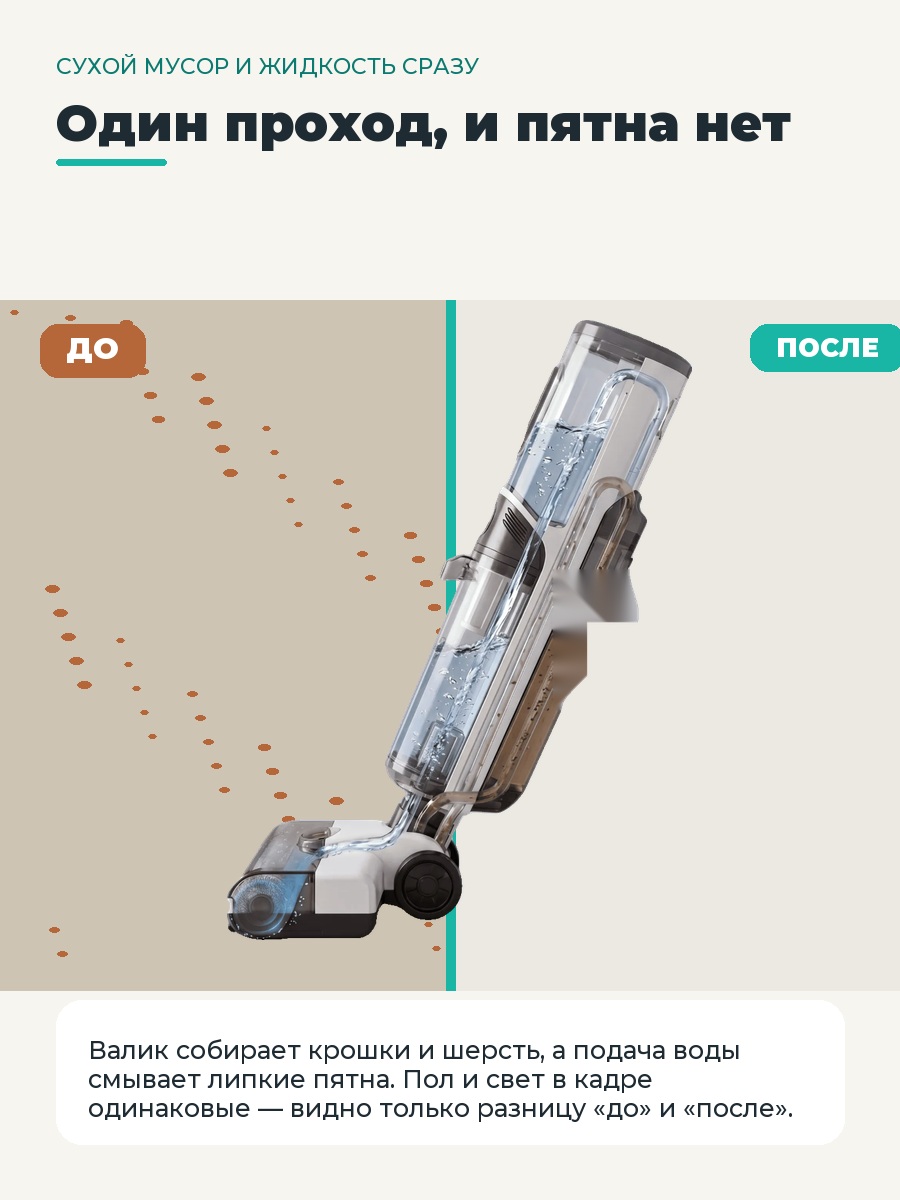 СУХОЙ МУСОР И ЖИДКОСТЬ СРАЗУ
Один проход, и пятна нет
ДО
ПОСЛЕ
Валик собирает крошки и шерсть, а подача воды
смывает липкие пятна. Пол и свет в кадре
одинаковые — видно только разницу «до» и «после».